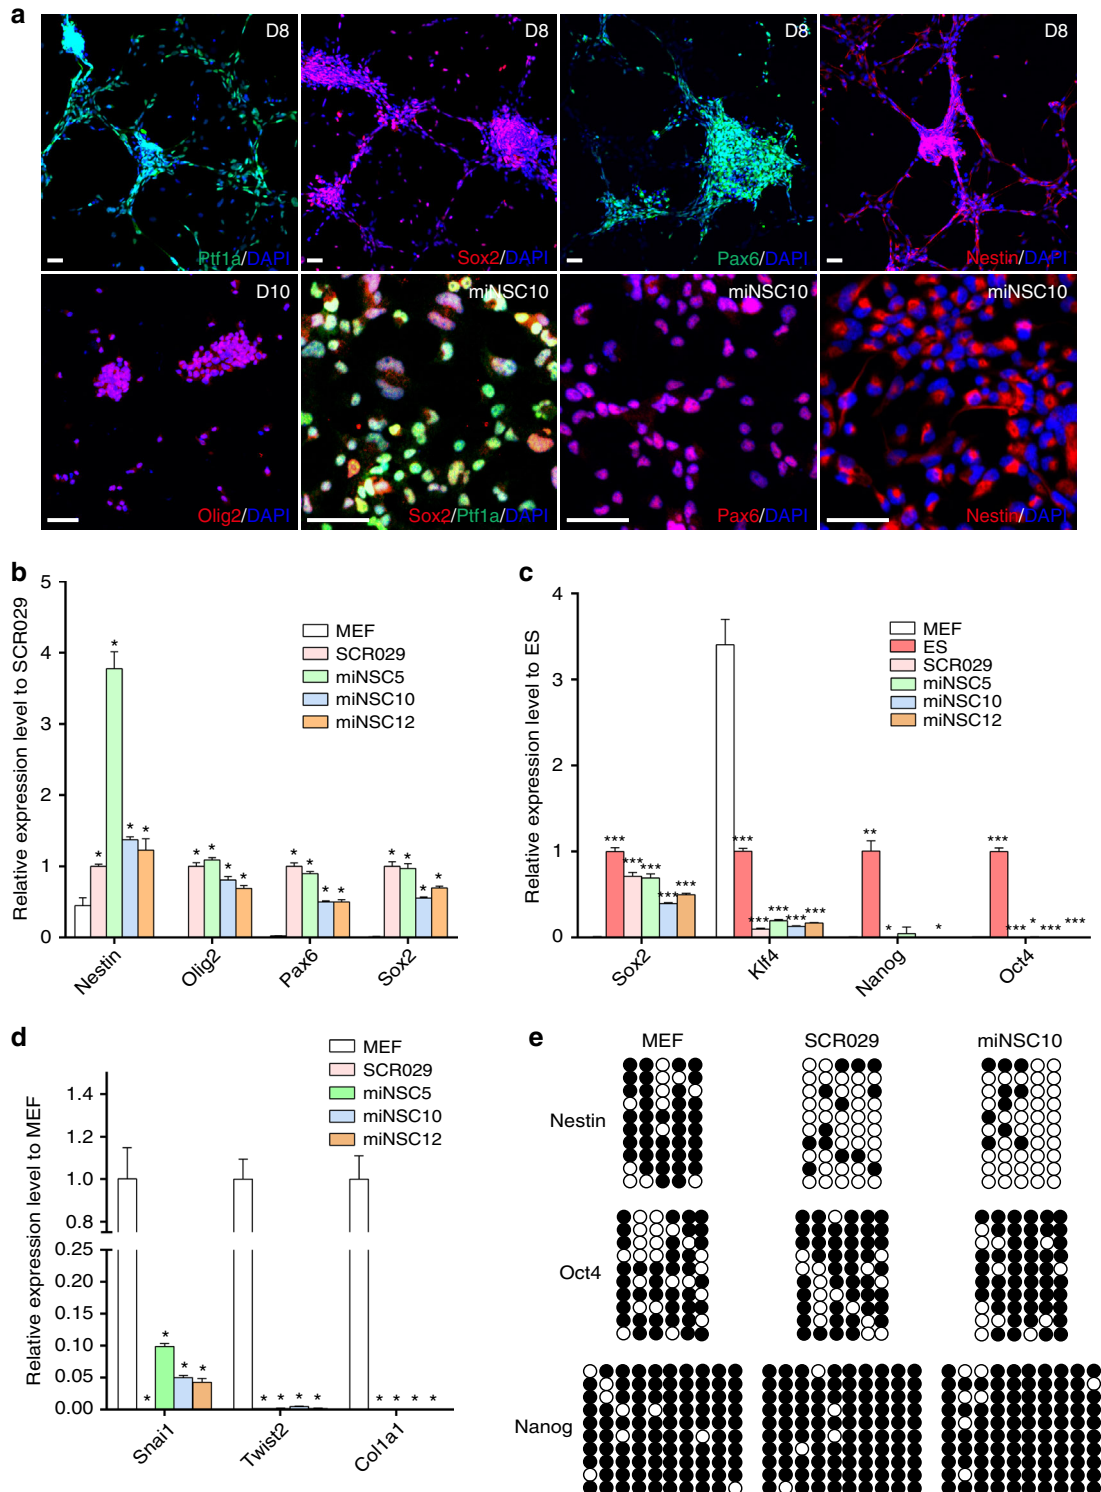 a
D8
D8
D8
D8
Ptf1a/DAPI
Sox2/DAPI
Pax6/DAPI
Nestin/DAPI
D10
miNSC10
miNSC10
miNSC10
Olig2/DAPI
Sox2/Ptf1a/DAPI
Pax6/DAPI
Nestin/DAPI
b
Relative expression level to SCR029
5
4
3
2
1
0
MEF
SCR029
miNSC5
miNSC10
miNSC12
* * * *
* * * *
* * * *
* * * *
Nestin
Olig2
Pax6
Sox2
c
Relative expression level to ES
4
3
2
1
0
MEF
ES
SCR029
miNSC5
miNSC10
miNSC12
*** *** *** *** ***
*** *** *** *** ***
** * *
*** *** * *** ***
Sox2
Klf4
Nanog
Oct4
d
Relative expression level to MEF
1.4
1.2
1.0
0.8
0.25
0.20
0.15
0.10
0.05
0.00
MEF
SCR029
miNSC5
miNSC10
miNSC12
* * * *
* * * *
* * * *
Snai1
Twist2
Col1a1
e
MEF
SCR029
miNSC10
Nestin
Oct4
Nanog